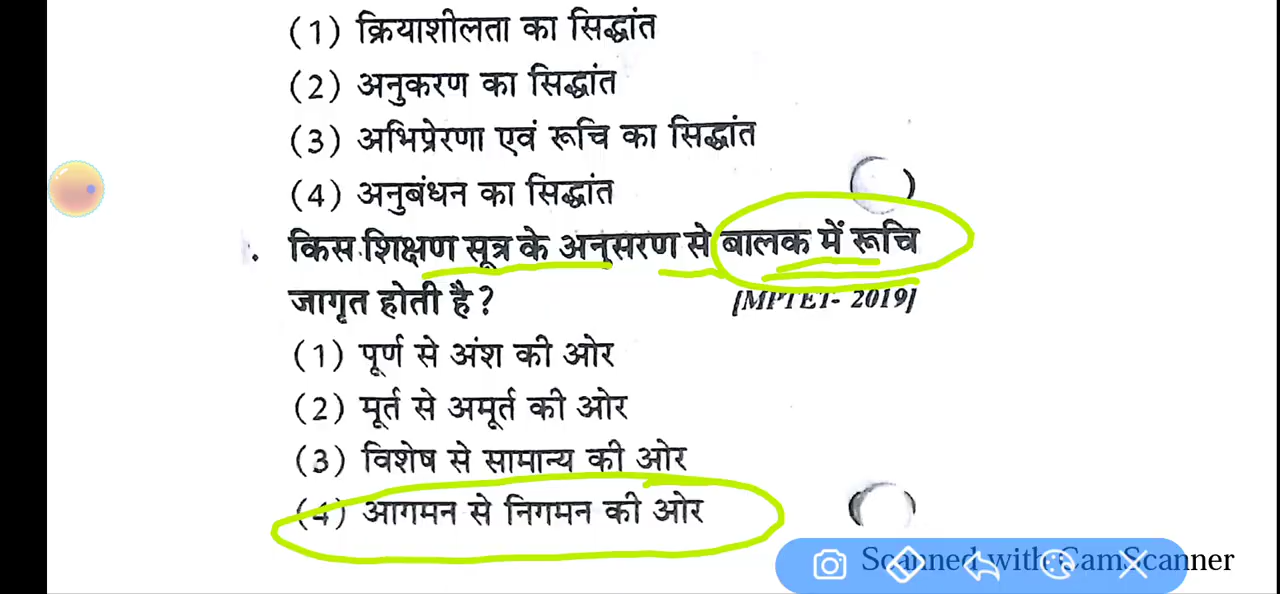 (1) क्रियाशीलता का सिद्धांत
(2) अनुकरण का सिद्धांत
(3) अभिप्रेरणा एवं रूचि का सिद्धांत
(4) अनुबंधन का सिद्धांत ( )
. किस शिक्षण सूत्र के अनुसरण से बालक में रूचि
जागृत होती है? [MPTET- 2019]
(1) पूर्ण से अंश की ओर
(2) मूर्त से अमूर्त की ओर
(3) विशेष से सामान्य की ओर
(4) आगमन से निगमन की ओर ( )
Scanned with CamScanner